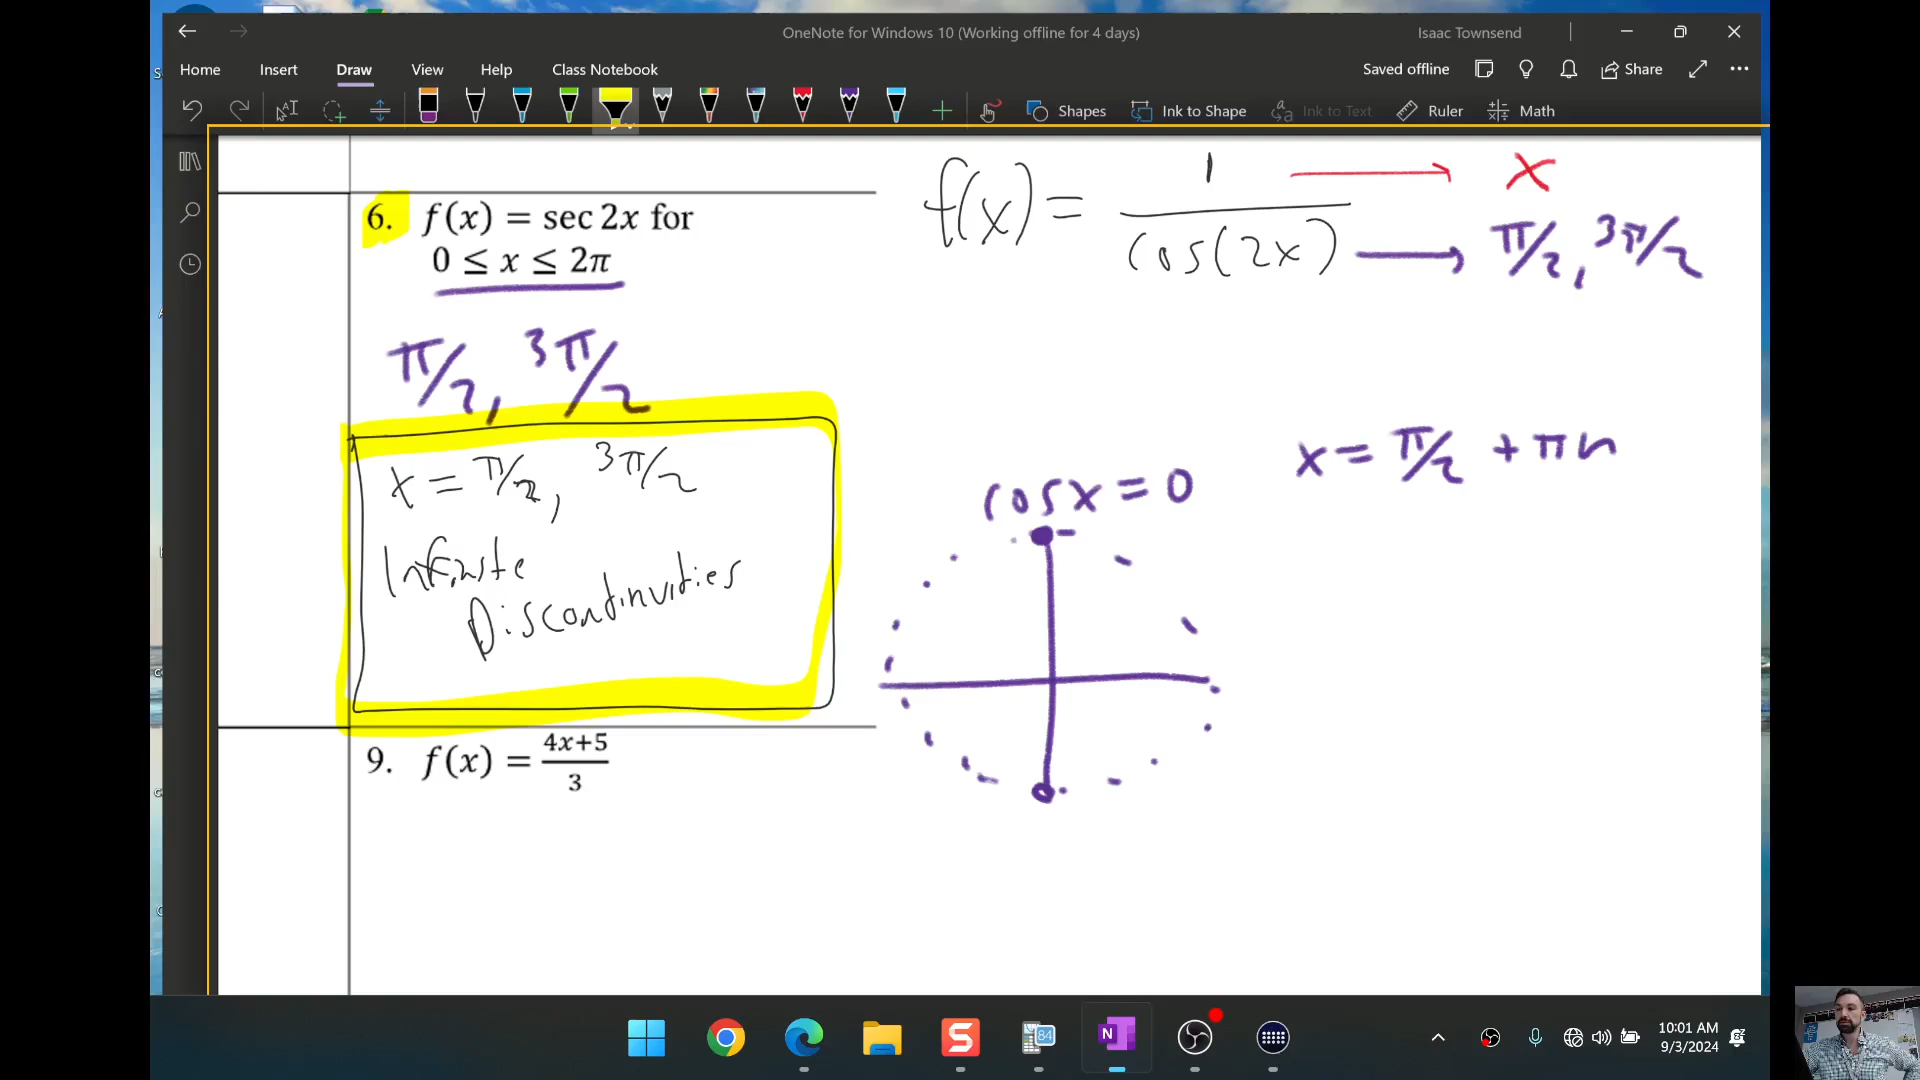 OneNote for Windows 10 (Working offline for 4 days)
Isaac Townsend
Home Insert Draw View Help Class Notebook
Saved offline Share
Shapes Ink to Shape Ink to Text Ruler Math
6. f(x) = sec 2x for
0 ≤ x ≤ 2π
π/2, 3π/2
x = π/2, 3π/2
Infinite
Discontinuities
9. f(x) = (4x+5)/3
f(x) = 1/cos(2x)
x
π/2, 3π/2
cosx = 0
x = π/2 + πn
84
N
10:01 AM
9/3/2024